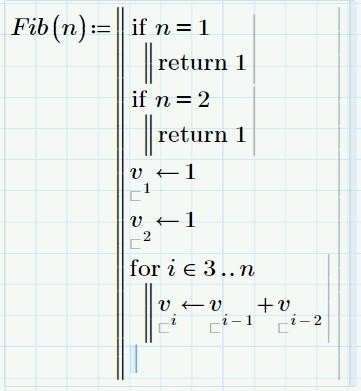 Fib(n):= if n=1
return 1
if n=2
return 1
v₁ ← 1
v₂ ← 1
for i ∈ 3..n
vᵢ ← vᵢ₋₁ + vᵢ₋₂